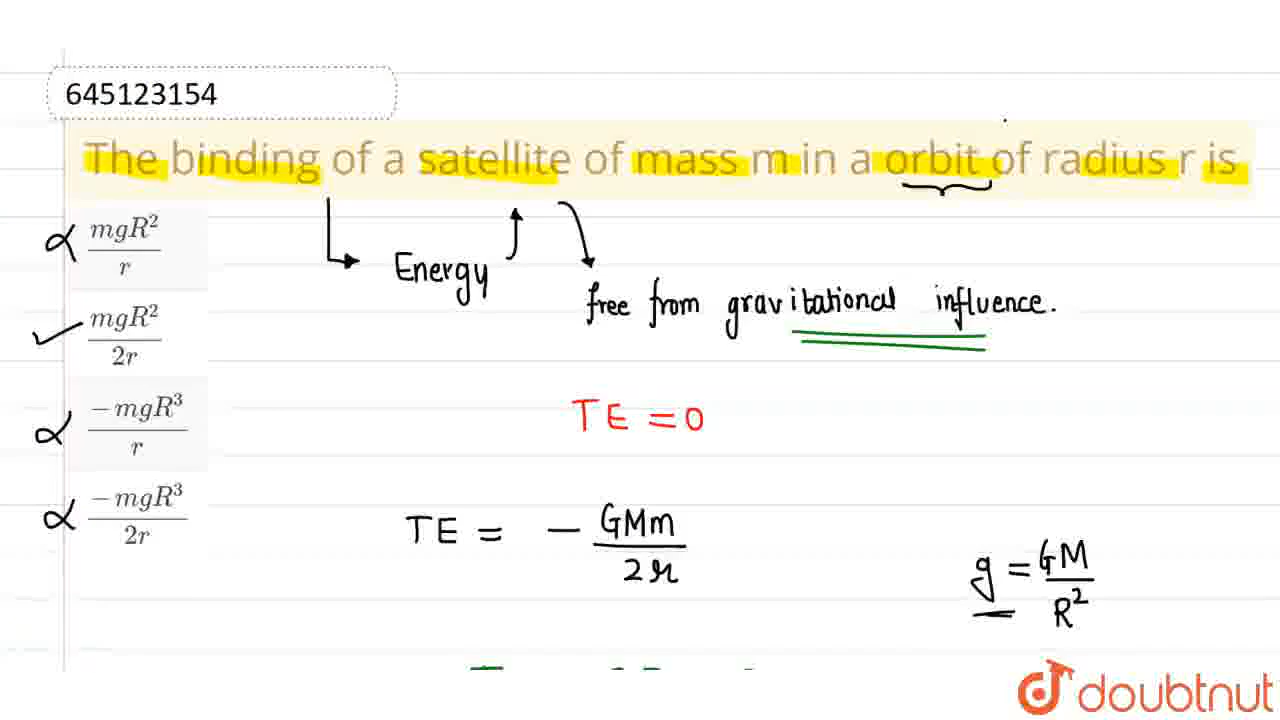 645123154
The binding of a satellite of mass m in a orbit of radius r is
mgR²/r
Energy
free from gravitational influence.
mgR²/2r
-mgR³/r
TE = 0
-mgR³/2r
TE = - GMm/2r
g = GM/R²
doubtnut